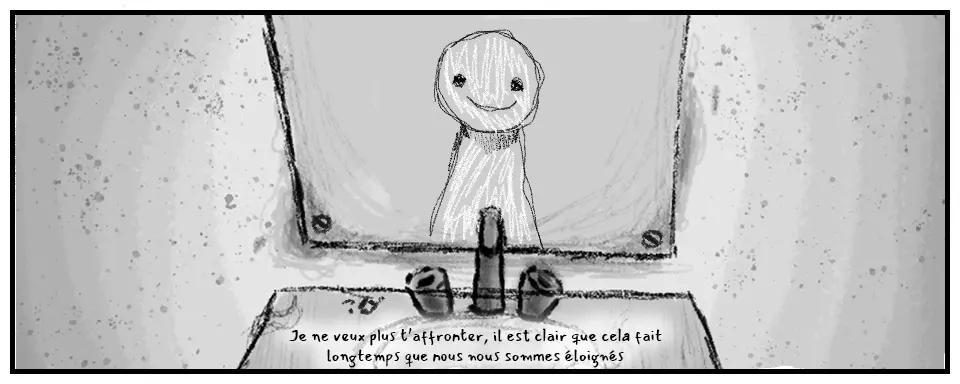 Je ne veux plus t'affronter, il est clair que cela fait
longtemps que nous nous sommes éloignés